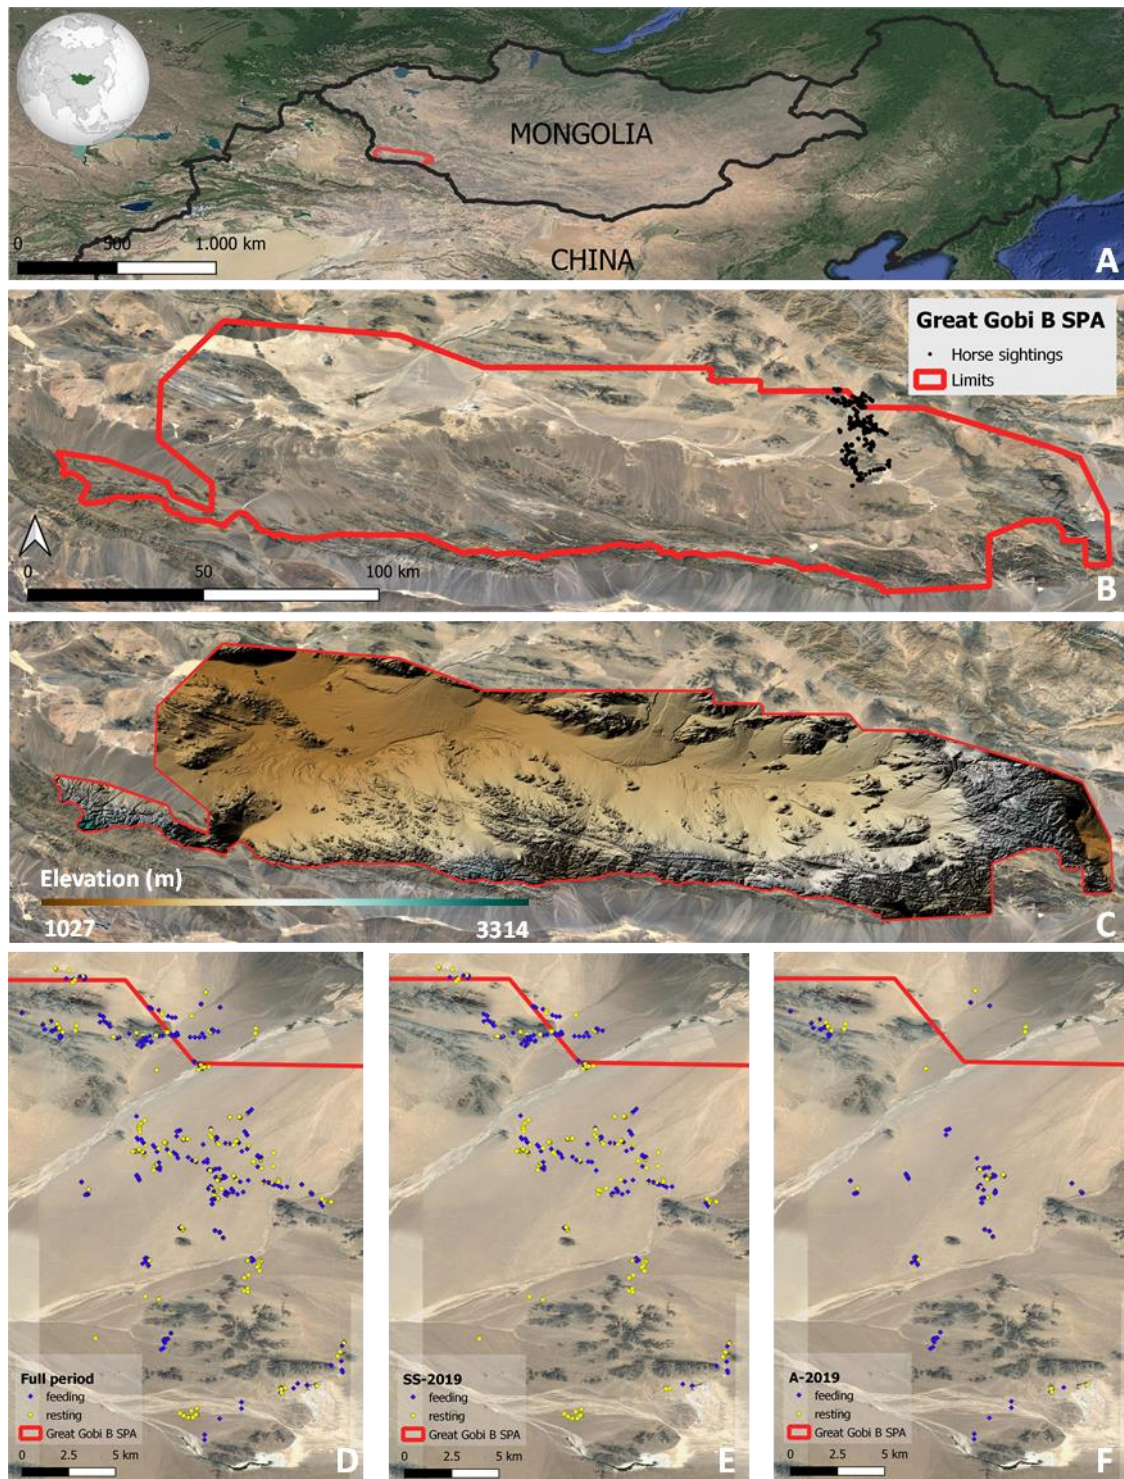 MONGOLIA
CHINA
0 500 1.000 km
A
Great Gobi B SPA
Horse sightings
Limits
0 50 100 km
B
Elevation (m)
1027 3314
C
Full period
feeding
resting
Great Gobi B SPA
0 2.5 5 km
D
SS-2019
feeding
resting
Great Gobi B SPA
0 2.5 5 km
E
A-2019
feeding
resting
Great Gobi B SPA
0 2.5 5 km
F